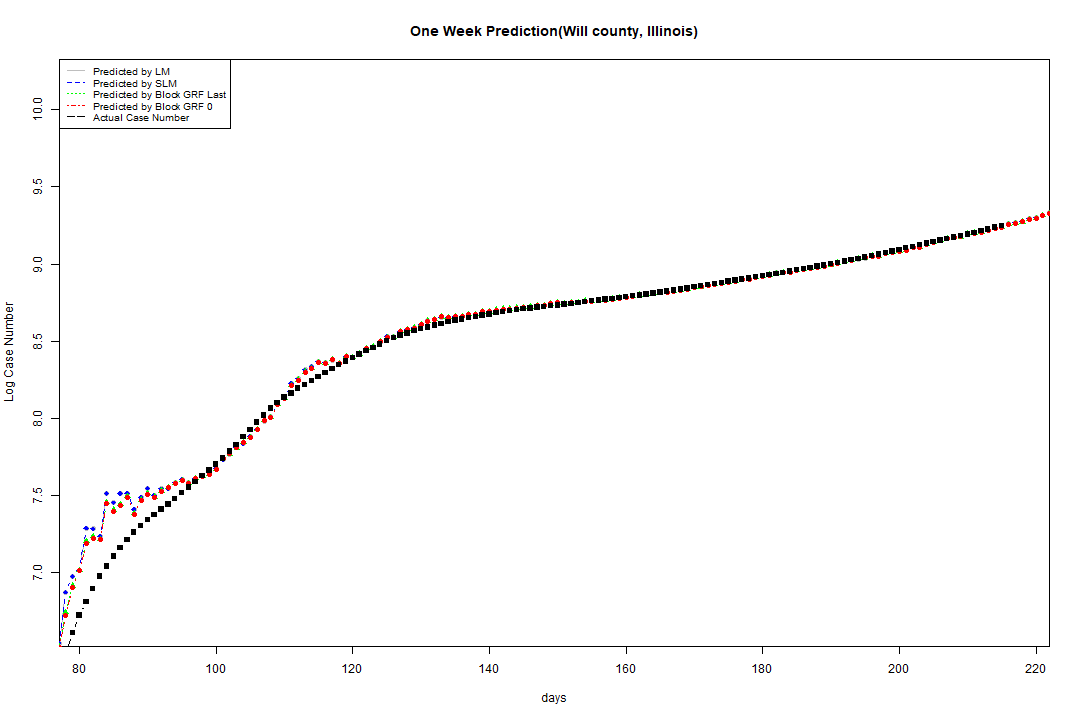 One Week Prediction(Will county, Illinois)
Predicted by LM
Predicted by SLM
Predicted by Block GRF Last
Predicted by Block GRF 0
Actual Case Number
10.0
9.5
9.0
8.5
8.0
7.5
7.0
Log Case Number
80 100 120 140 160 180 200 220
days